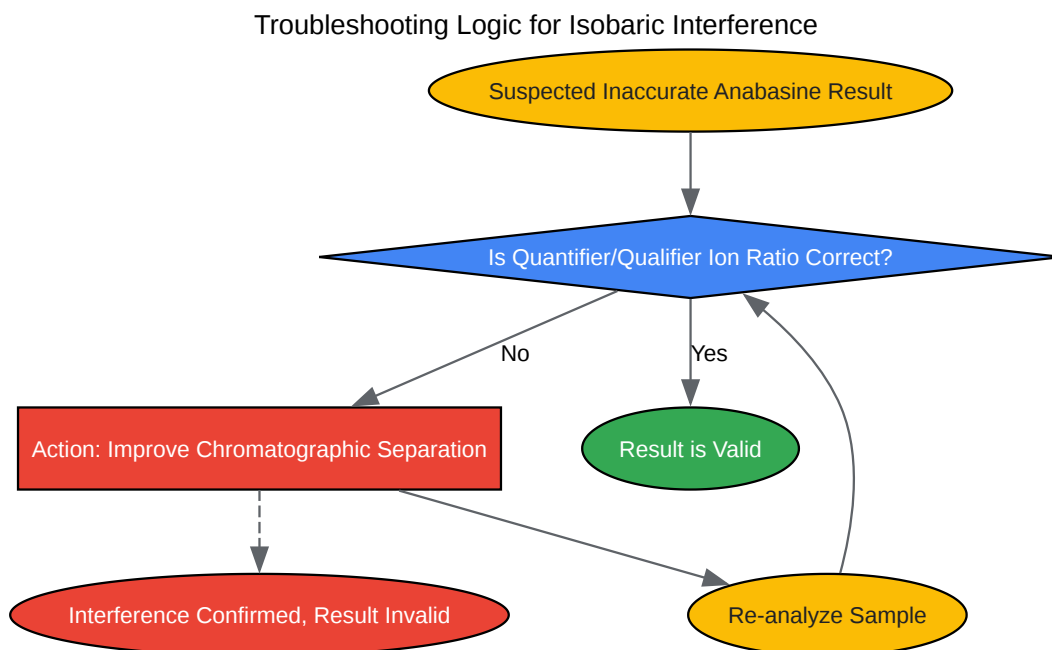 Troubleshooting Logic for Isobaric Interference
Suspected Inaccurate Anabasine Result
Is Quantifier/Qualifier Ion Ratio Correct?
No
Yes
Action: Improve Chromatographic Separation
Result is Valid
Interference Confirmed, Result Invalid
Re-analyze Sample